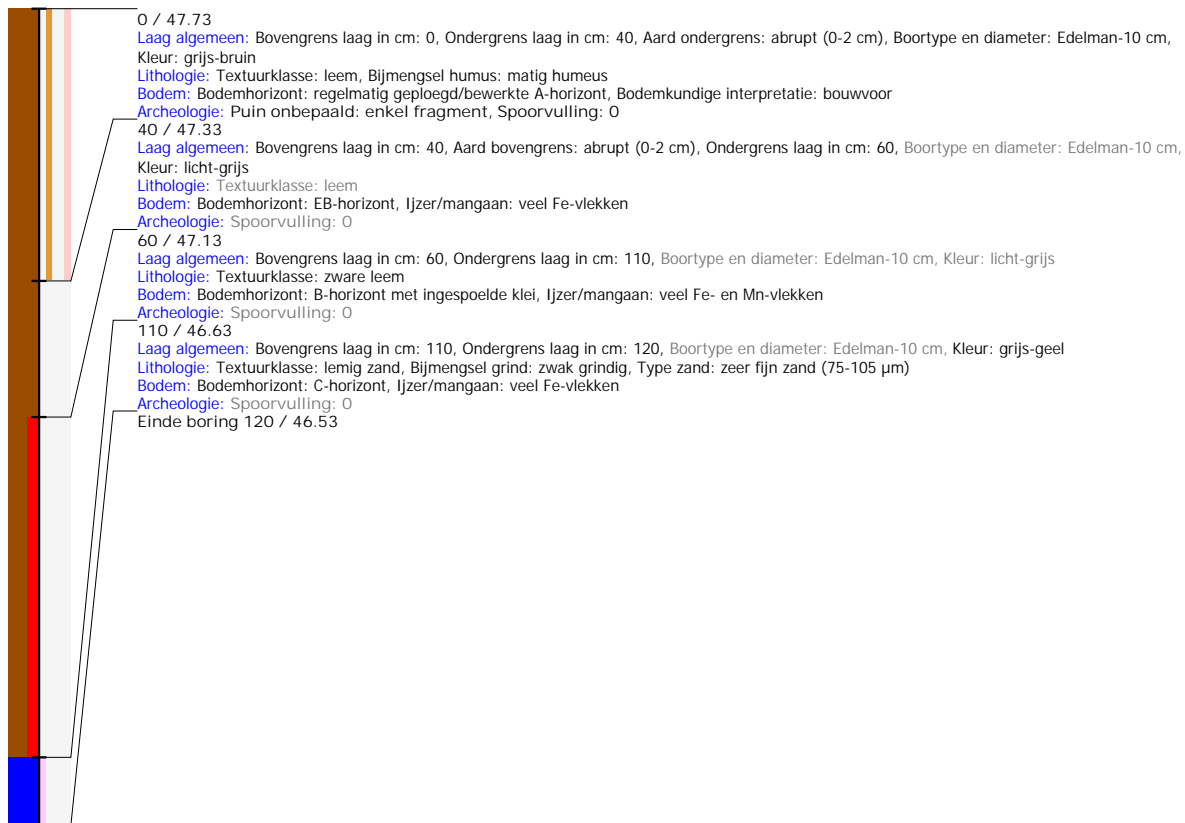 0 / 47.73
Laag algemeen: Bovengrens laag in cm: 0, Ondergrens laag in cm: 40, Aard ondergrens: abrupt (0-2 cm), Boortype en diameter: Edelman-10 cm,
Kleur: grijs-bruin
Lithologie: Textuurklasse: leem, Bijmengsel humus: matig humeus
Bodem: Bodemhorizont: regelmatig geploegd/bewerkte A-horizont, Bodemkundige interpretatie: bouwvoor
Archeologie: Puin onbepaald: enkel fragment, Spoorvulling: 0
40 / 47.33
Laag algemeen: Bovengrens laag in cm: 40, Aard bovengrens: abrupt (0-2 cm), Ondergrens laag in cm: 60, Boortype en diameter: Edelman-10 cm,
Kleur: licht-grijs
Lithologie: Textuurklasse: leem
Bodem: Bodemhorizont: EB-horizont, Ijzer/mangaan: veel Fe-vlekken
Archeologie: Spoorvulling: 0
60 / 47.13
Laag algemeen: Bovengrens laag in cm: 60, Ondergrens laag in cm: 110, Boortype en diameter: Edelman-10 cm, Kleur: licht-grijs
Lithologie: Textuurklasse: zware leem
Bodem: Bodemhorizont: B-horizont met ingespoelde klei, Ijzer/mangaan: veel Fe- en Mn-vlekken
Archeologie: Spoorvulling: 0
110 / 46.63
Laag algemeen: Bovengrens laag in cm: 110, Ondergrens laag in cm: 120, Boortype en diameter: Edelman-10 cm, Kleur: grijs-geel
Lithologie: Textuurklasse: lemig zand, Bijmengsel grind: zwak grindig, Type zand: zeer fijn zand (75-105 µm)
Bodem: Bodemhorizont: C-horizont, Ijzer/mangaan: veel Fe-vlekken
Archeologie: Spoorvulling: 0
Einde boring 120 / 46.53